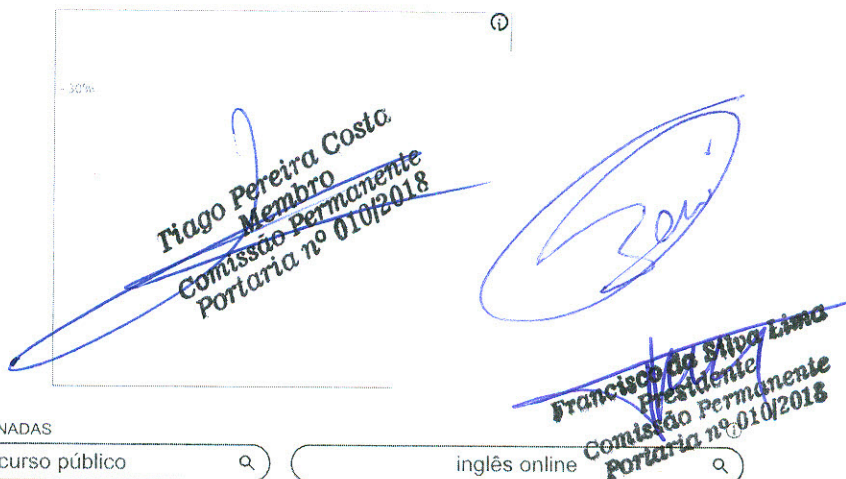 - 30%
Tiago Pereira Costa
Membro
Comissão Permanente
Portaria nº 010/2018
Francisco da Silva Lima
Presidente
Comissão Permanente
Portaria nº 010/2018
NADAS
curso público
inglês online